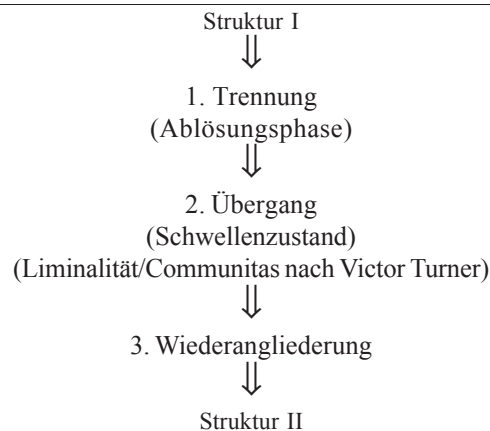 Struktur I
⇓
1. Trennung
(Ablösungsphase)
⇓
2. Übergang
(Schwellenzustand)
(Liminalität/Communitas nach Victor Turner)
⇓
3. Wiederangliederung
⇓
Struktur II